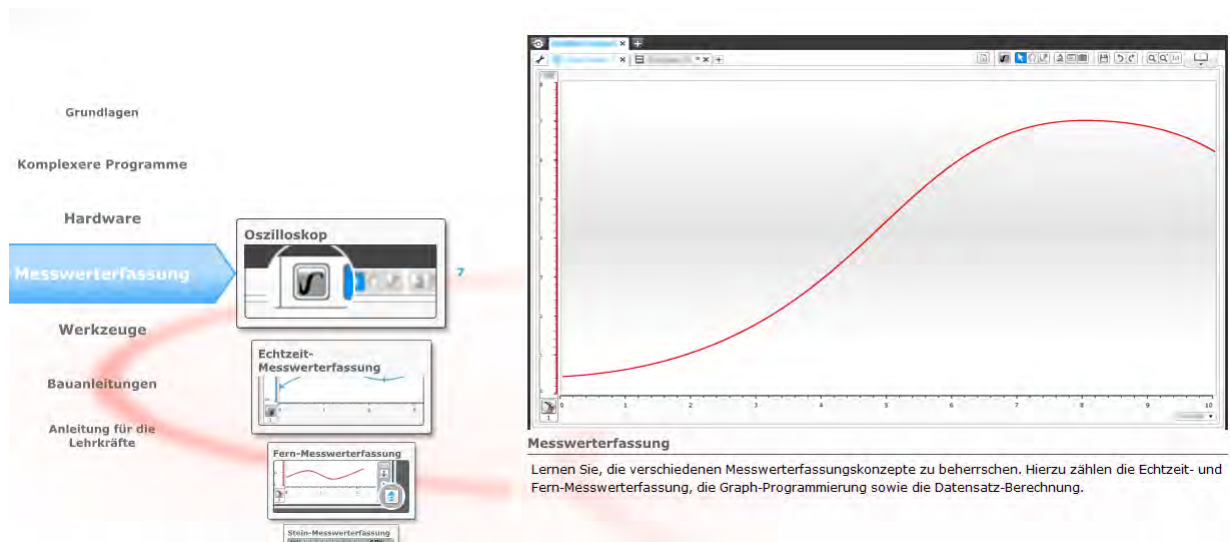 Grundlagen
Komplexere Programme
Hardware
Messwerterfassung
Werkzeuge
Bauanleitungen
Anleitung für die
Lehrkräfte
Oszilloskop
7
Echtzeit-
Messwerterfassung
Fern-Messwerterfassung
Stein-Messwerterfassung
0 1 2 3 4 5 6 7 8 9 10
1
Messwerterfassung
Lernen Sie, die verschiedenen Messwerterfassungskonzepte zu beherrschen. Hierzu zählen die Echtzeit- und
Fern-Messwerterfassung, die Graph-Programmierung sowie die Datensatz-Berechnung.